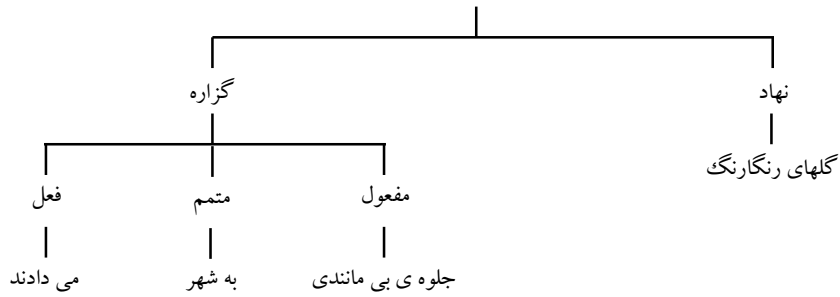 گزاره نهاد
گلهای رنگارنگ
مفعول متمم فعل
جلوه ی بی مانندی به شهر می دادند